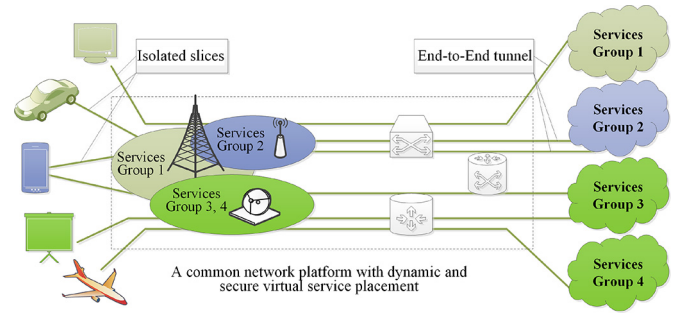 Isolated slices
End-to-End tunnel
Services
Group 1
Services
Group 2
Services
Group 1
Services
Group 2
Services
Group 3, 4
Services
Group 3
Services
Group 4
A common network platform with dynamic and
secure virtual service placement